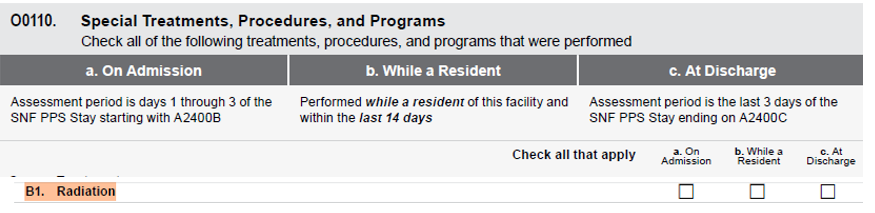 O0110. Special Treatments, Procedures, and Programs
Check all of the following treatments, procedures, and programs that were performed
a. On Admission
b. While a Resident
c. At Discharge
Assessment period is days 1 through 3 of the
SNF PPS Stay starting with A2400B
Performed while a resident of this facility and
within the last 14 days
Assessment period is the last 3 days of the
SNF PPS Stay ending on A2400C
Check all that apply
a. On
Admission
b. While a
Resident
c. At
Discharge
B1. Radiation